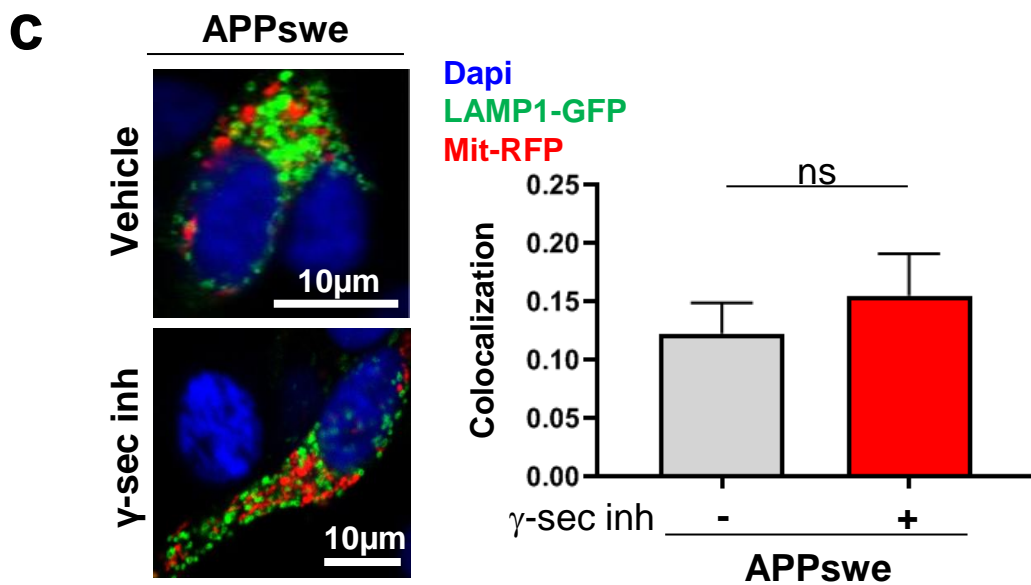 C
APPswe
Vehicle
10µm
γ-sec inh
10µm
Dapi
LAMP1-GFP
Mit-RFP
ns
Colocalization
0.25
0.20
0.15
0.10
0.05
0.00
γ-sec inh - +
APPswe